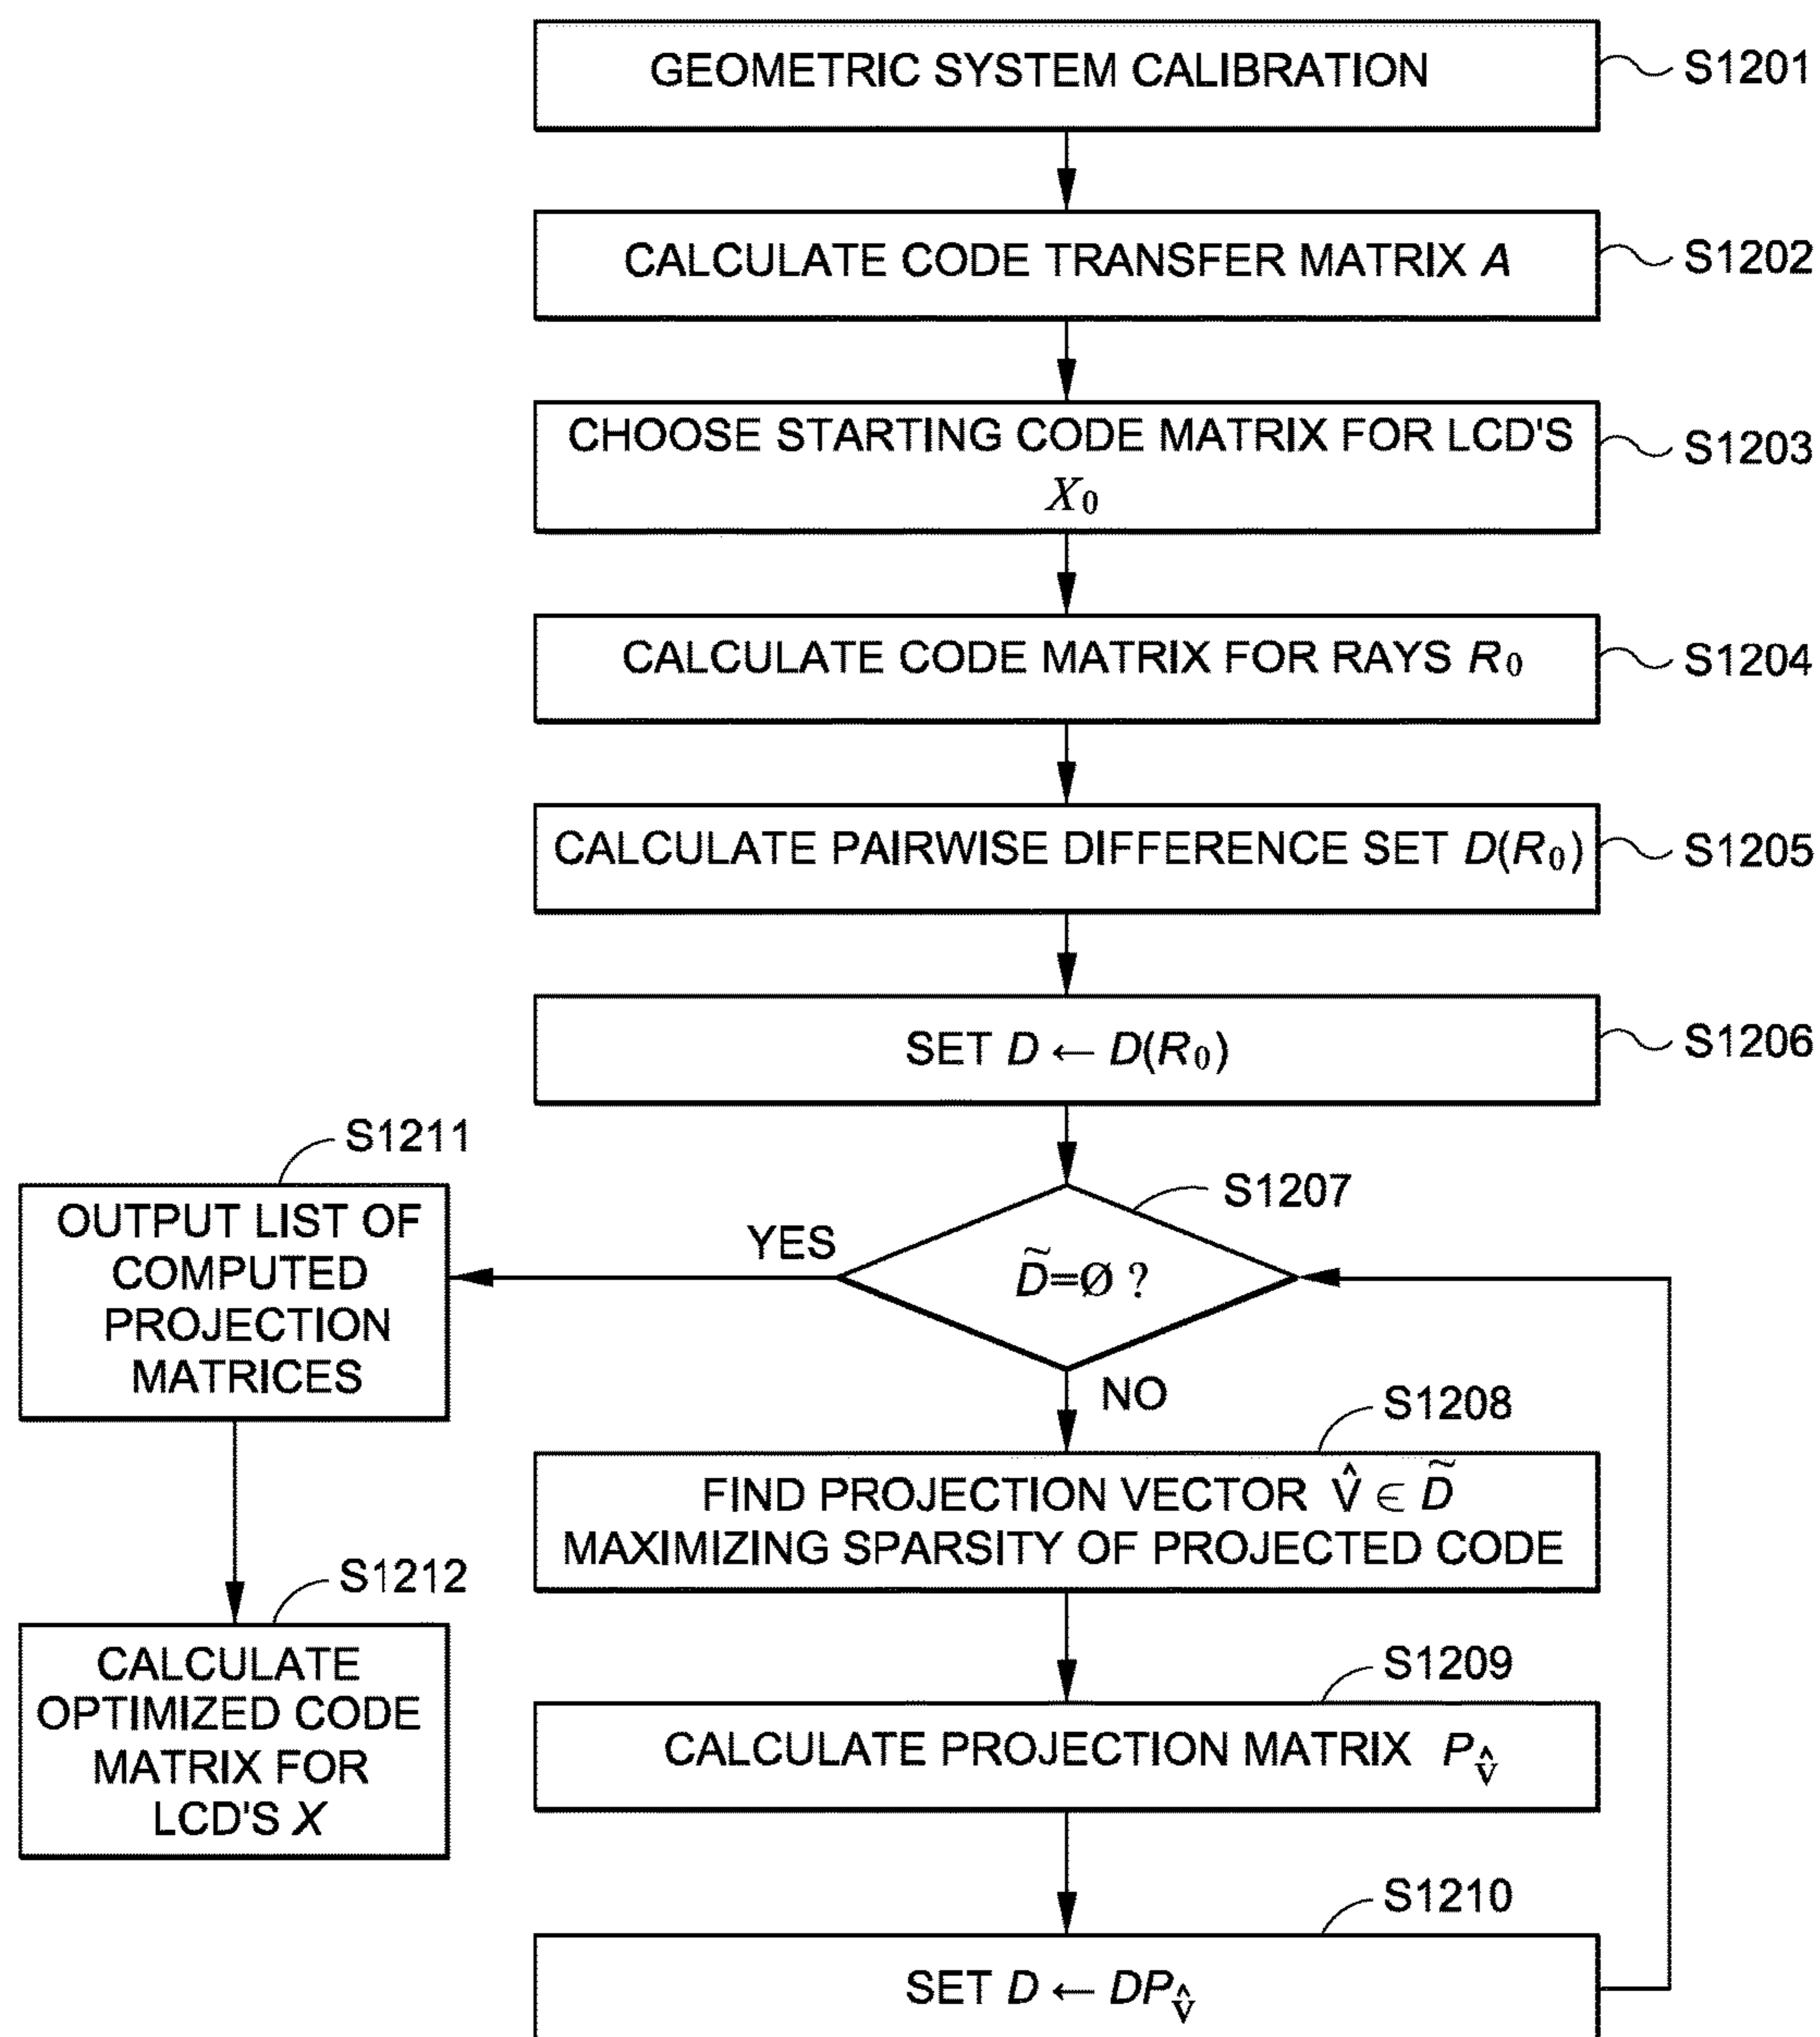 GEOMETRIC SYSTEM CALIBRATION
S1201
CALCULATE CODE TRANSFER MATRIX A
S1202
CHOOSE STARTING CODE MATRIX FOR LCD'S
X₀
S1203
CALCULATE CODE MATRIX FOR RAYS R₀
S1204
CALCULATE PAIRWISE DIFFERENCE SET D(R₀)
S1205
SET D ← D(R₀)
S1206
S1207
D̃=Ø ?
YES
NO
S1211
OUTPUT LIST OF
COMPUTED
PROJECTION
MATRICES
S1212
CALCULATE
OPTIMIZED CODE
MATRIX FOR
LCD'S X
S1208
FIND PROJECTION VECTOR v̂ ∈ D̃
MAXIMIZING SPARSITY OF PROJECTED CODE
S1209
CALCULATE PROJECTION MATRIX P_v̂
S1210
SET D ← DP_v̂